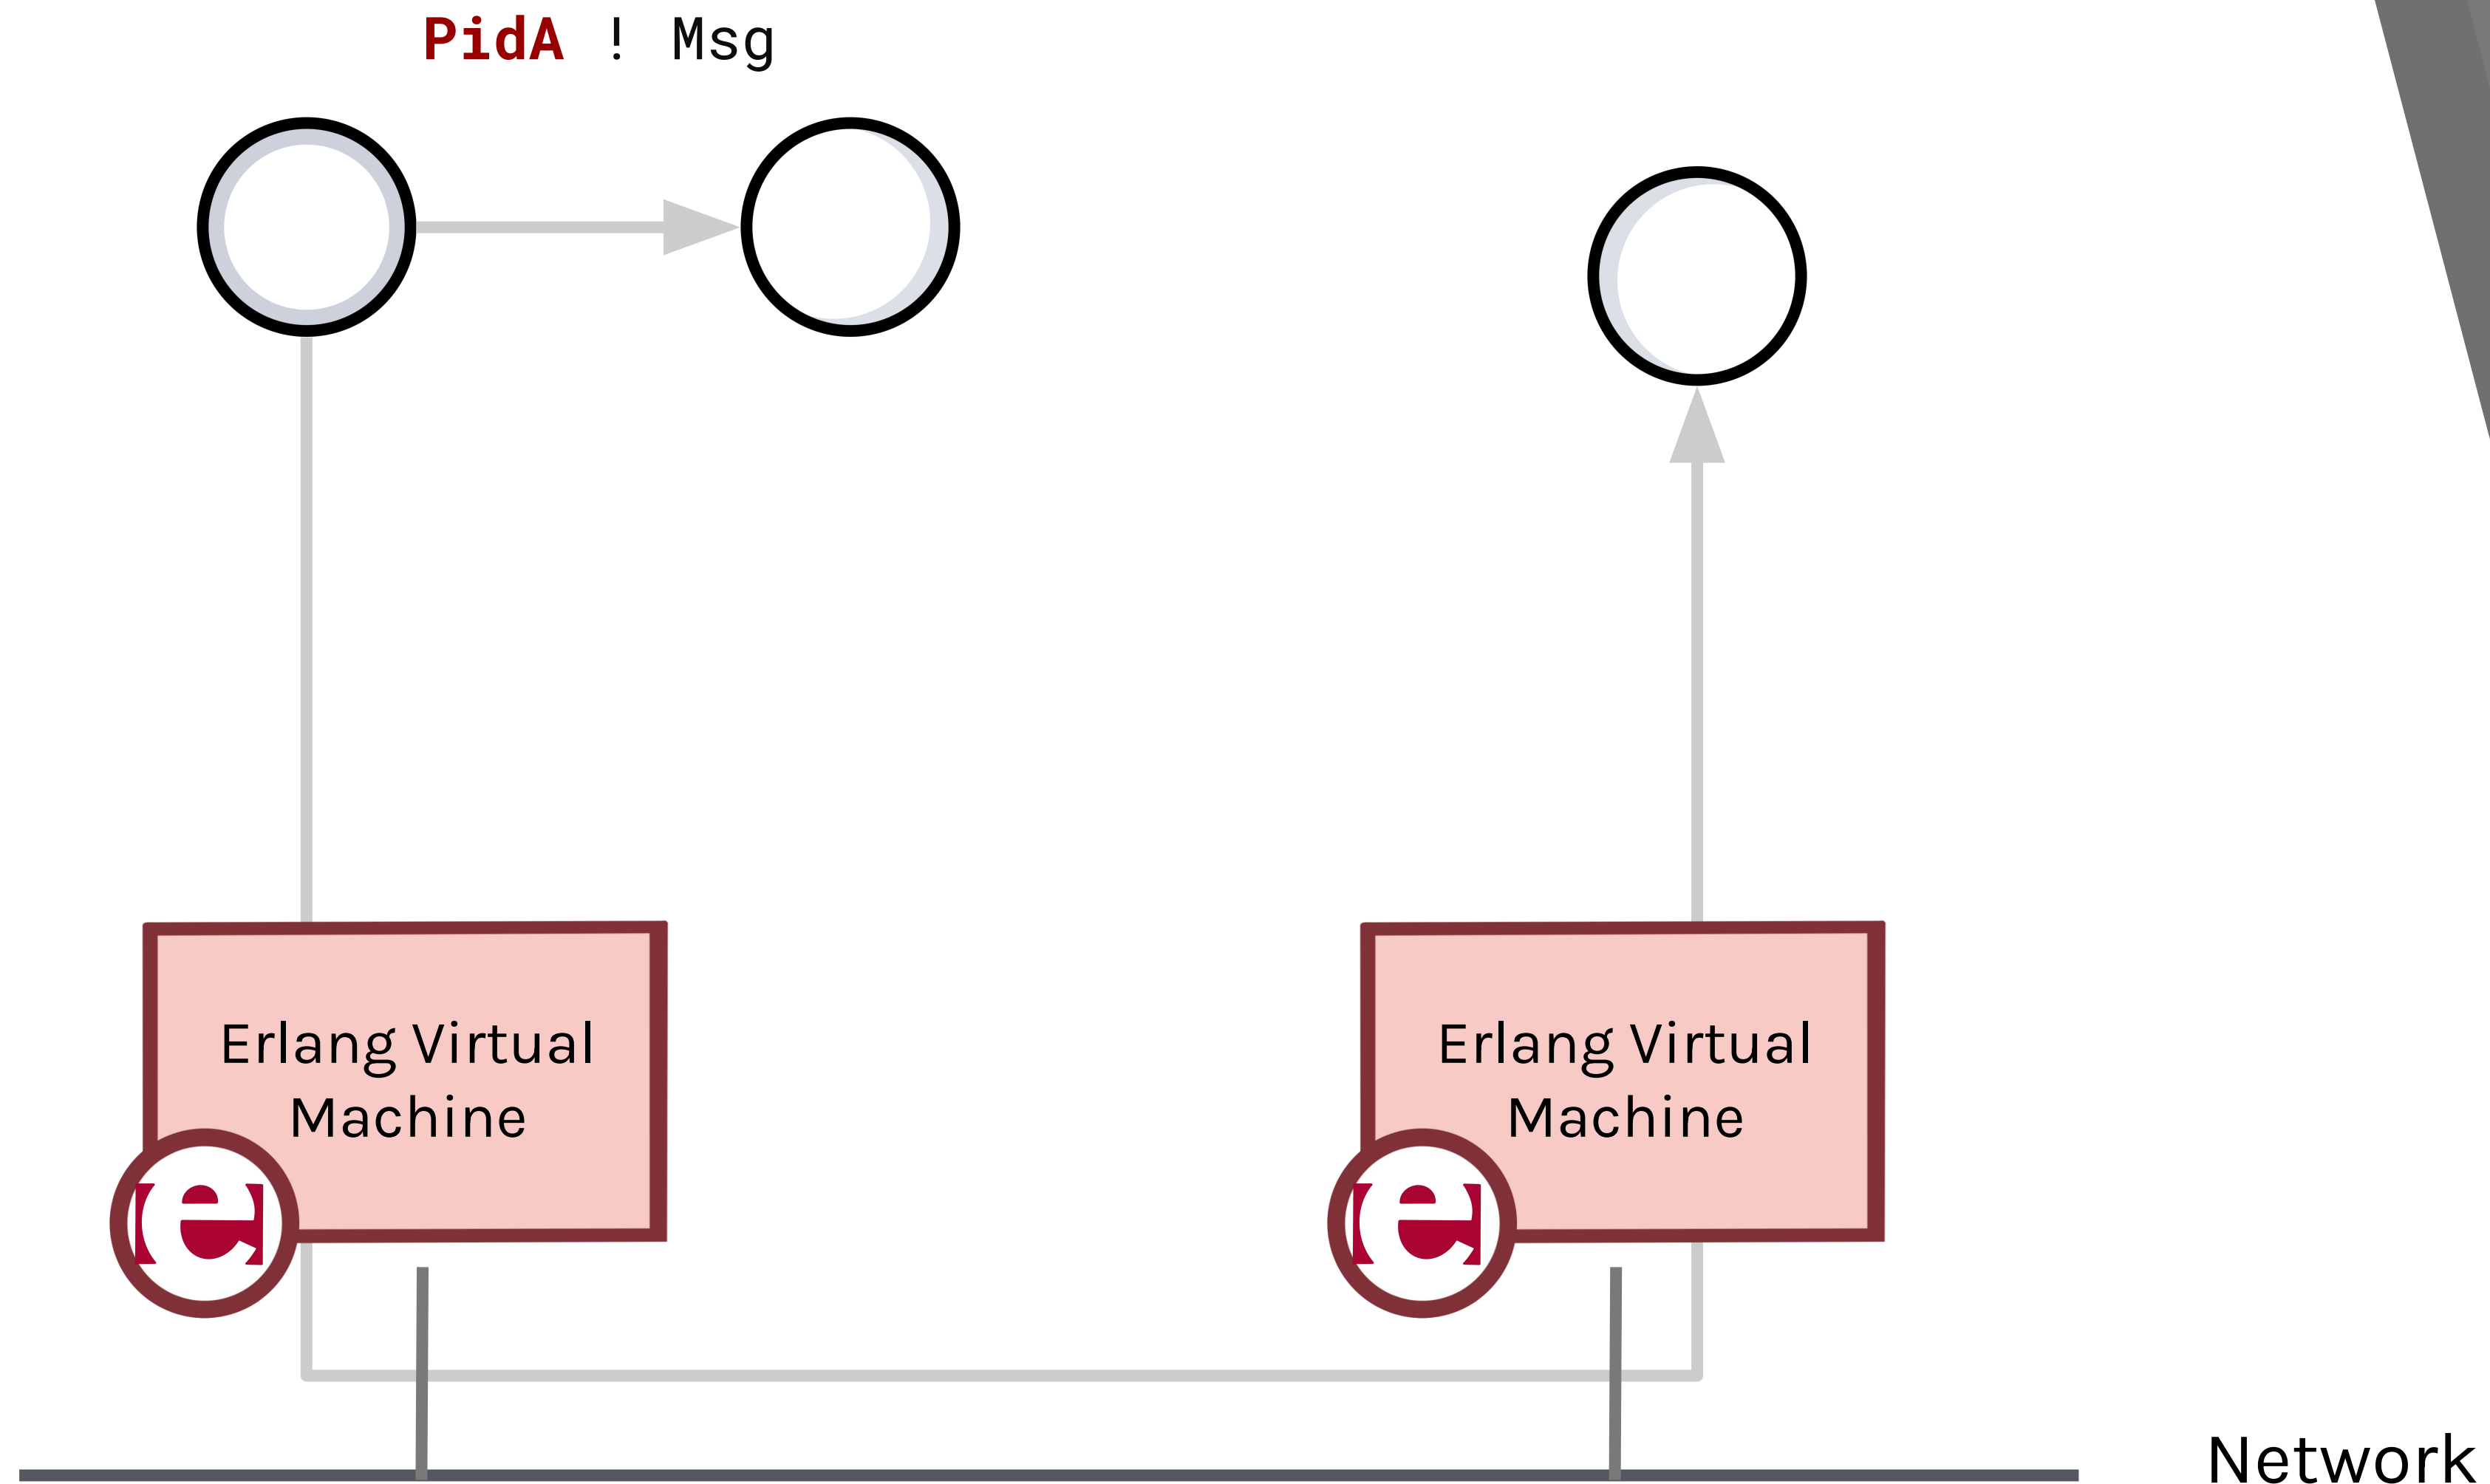 PidA ! Msg
Erlang Virtual
Machine
Erlang Virtual
Machine
e
e
Network